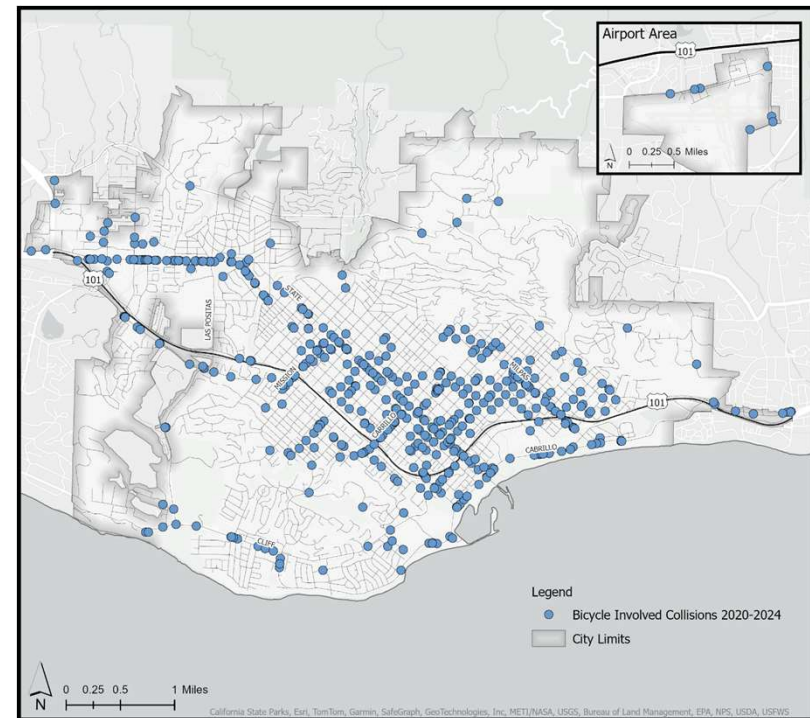 Airport Area
101
N
0 0.25 0.5 Miles
101
LAS POSITAS
STATE
MISSION
CARRILLO
MILPAS
101
CABRILLO
CLIFF
Legend
Bicycle Involved Collisions 2020-2024
City Limits
N
0 0.25 0.5 1 Miles
California State Parks, Esri, TomTom, Garmin, SafeGraph, GeoTechnologies, Inc, METI/NASA, USGS, Bureau of Land Management, EPA, NPS, USDA, USFWS